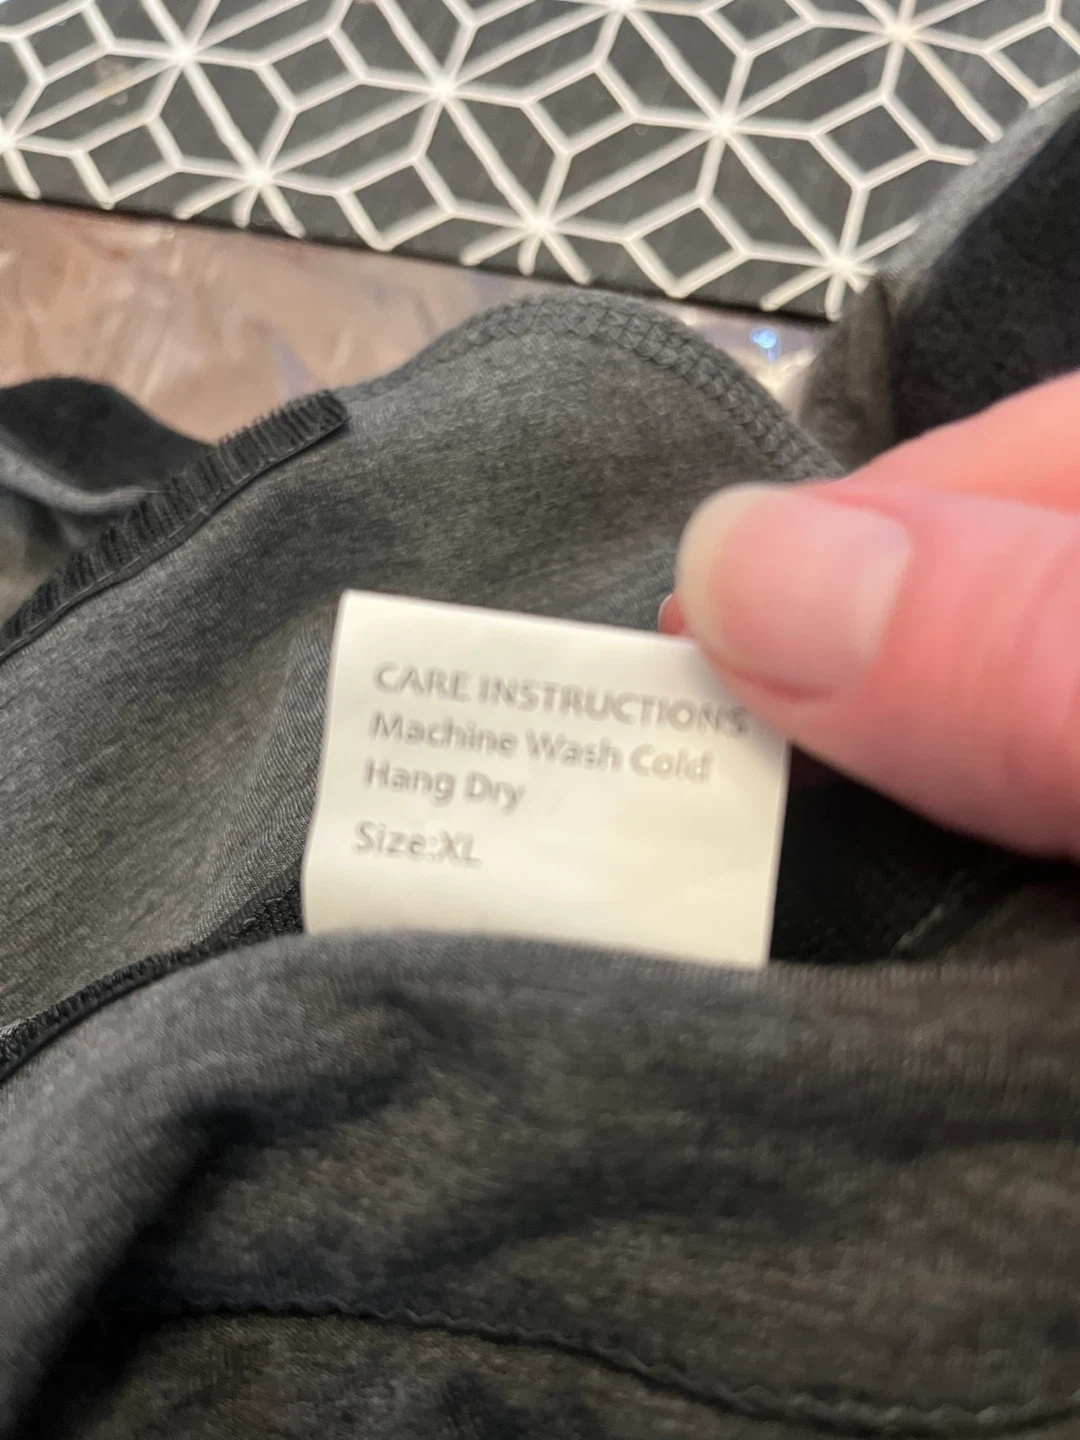 CARE INSTRUCTIONS
Machine Wash Cold
Hang Dry
Size:XL